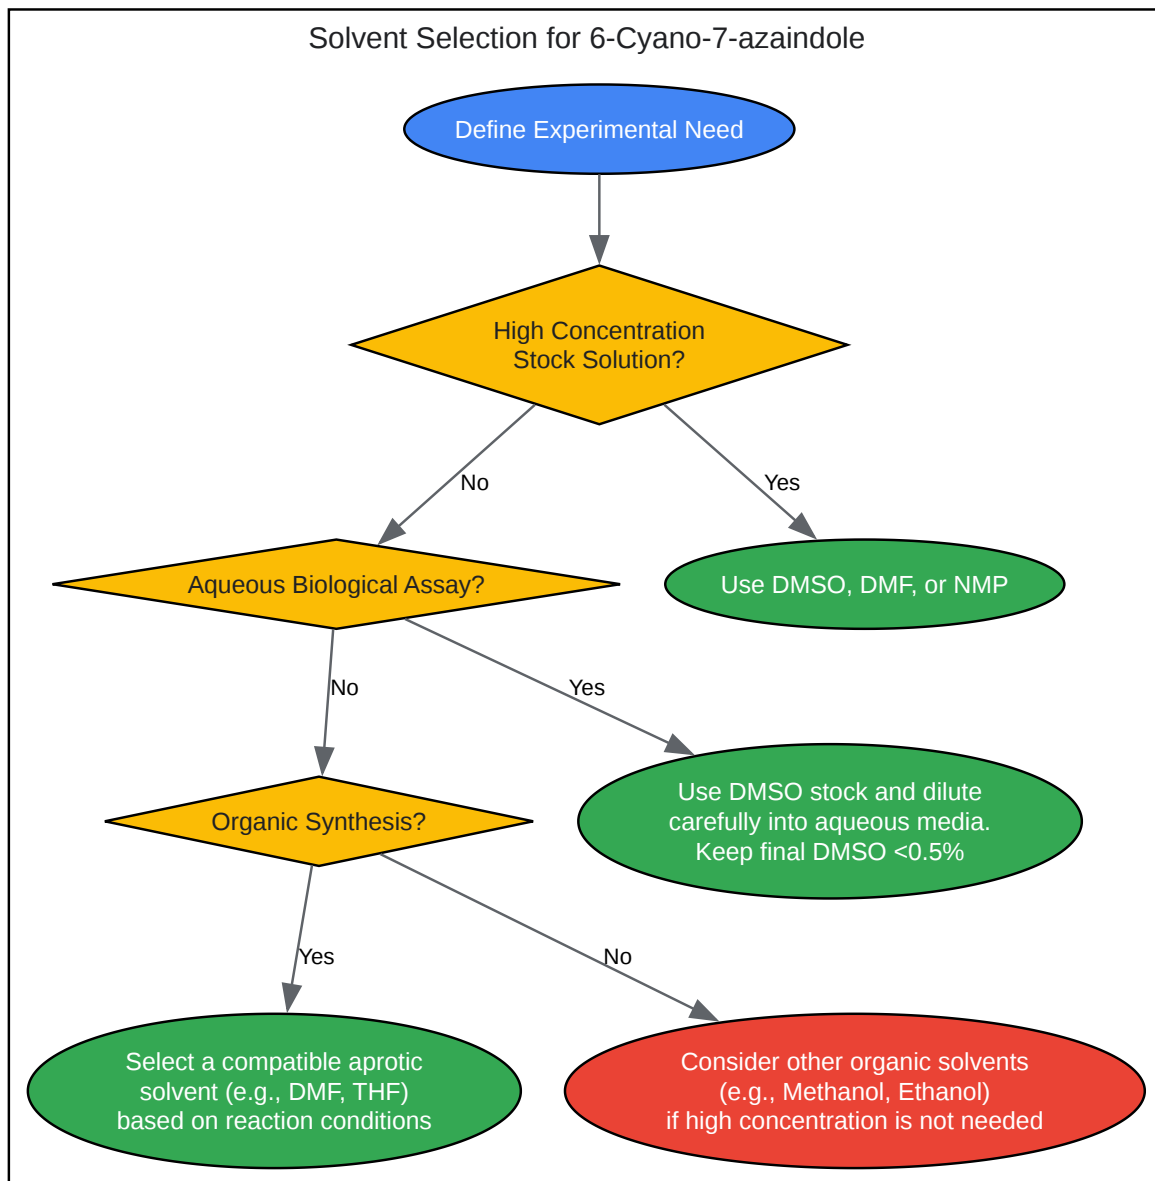 Solvent Selection for 6-Cyano-7-azaindole
Define Experimental Need
High Concentration
Stock Solution?
No
Yes
Aqueous Biological Assay?
Use DMSO, DMF, or NMP
No
Yes
Organic Synthesis?
Use DMSO stock and dilute
carefully into aqueous media.
Keep final DMSO <0.5%
Yes
No
Select a compatible aprotic
solvent (e.g., DMF, THF)
based on reaction conditions
Consider other organic solvents
(e.g., Methanol, Ethanol)
if high concentration is not needed